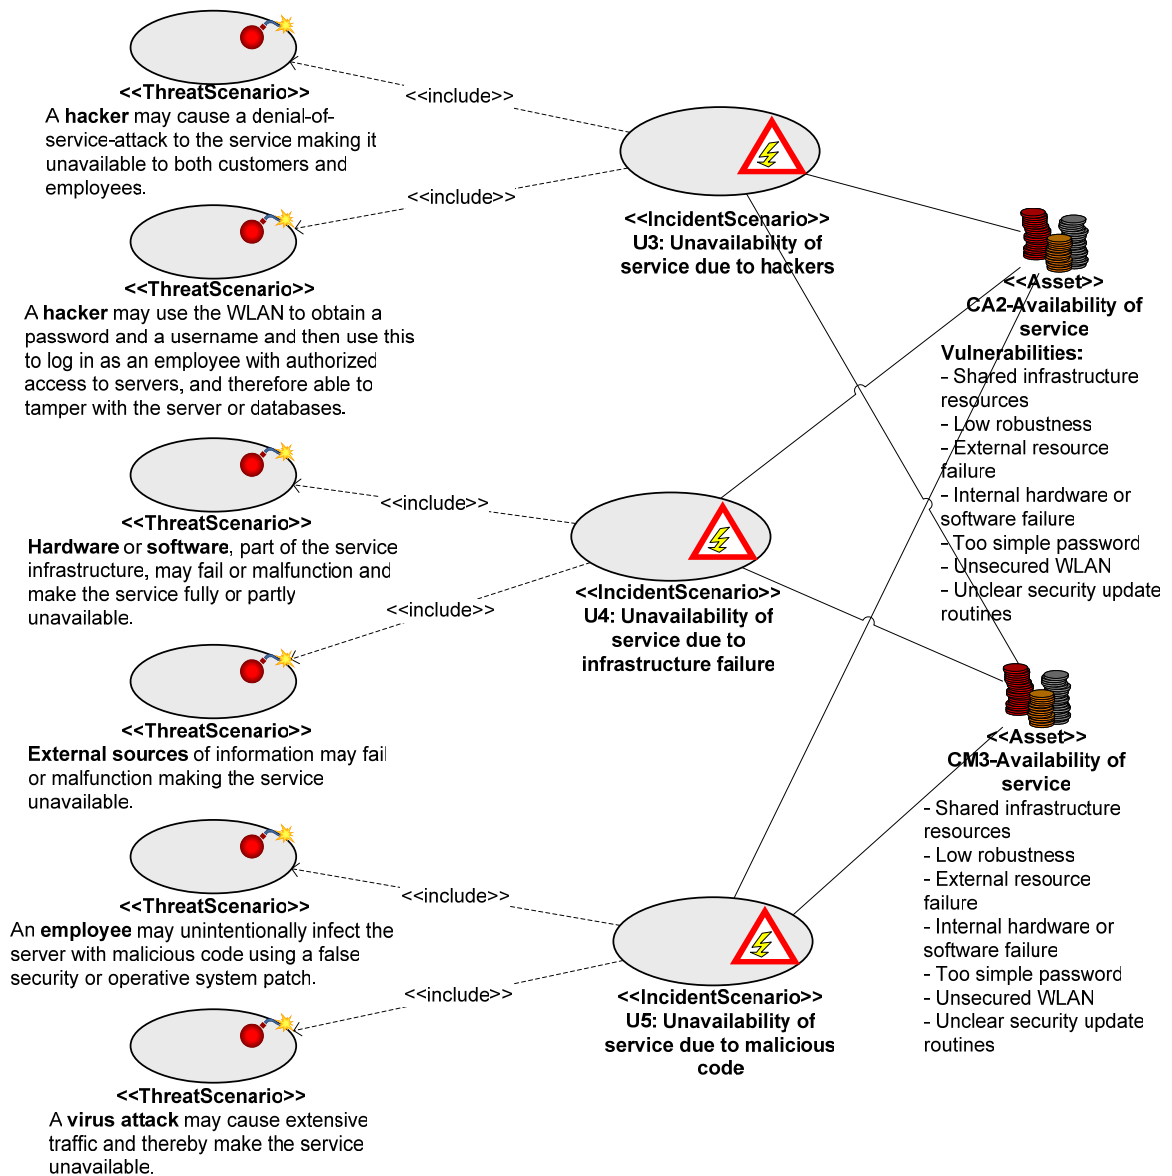 <<ThreatScenario>>
A hacker may cause a denial-of-
service-attack to the service making it
unavailable to both customers and
employees.
<<include>>
<<include>>
<<ThreatScenario>>
A hacker may use the WLAN to obtain a
password and a username and then use this
to log in as an employee with authorized
access to servers, and therefore able to
tamper with the server or databases.
<<IncidentScenario>>
U3: Unavailability of
service due to hackers
<<Asset>>
CA2-Availability of
service
Vulnerabilities:
- Shared infrastructure
resources
- Low robustness
- External resource
failure
- Internal hardware or
software failure
- Too simple password
- Unsecured WLAN
- Unclear security update
routines
<<ThreatScenario>>
Hardware or software, part of the service
infrastructure, may fail or malfunction and
make the service fully or partly
unavailable.
<<include>>
<<include>>
<<IncidentScenario>>
U4: Unavailability of
service due to
infrastructure failure
<<ThreatScenario>>
External sources of information may fail
or malfunction making the service
unavailable.
<<Asset>>
CM3-Availability of
service
- Shared infrastructure
resources
- Low robustness
- External resource
failure
- Internal hardware or
software failure
- Too simple password
- Unsecured WLAN
- Unclear security update
routines
<<ThreatScenario>>
An employee may unintentionally infect the
server with malicious code using a false
security or operative system patch.
<<include>>
<<include>>
<<IncidentScenario>>
U5: Unavailability of
service due to malicious
code
<<ThreatScenario>>
A virus attack may cause extensive
traffic and thereby make the service
unavailable.